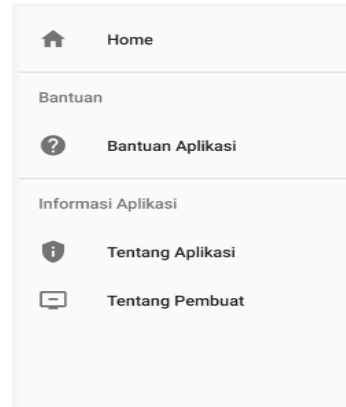 Home
Bantuan
Bantuan Aplikasi
Informasi Aplikasi
Tentang Aplikasi
Tentang Pembuat